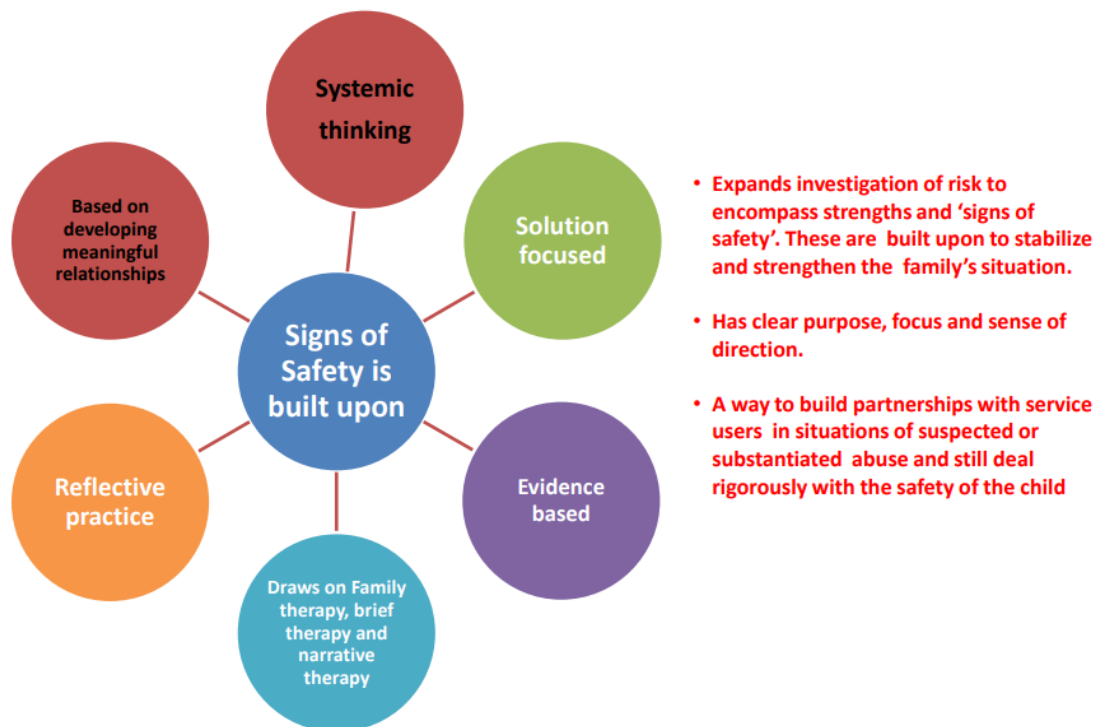 Systemic
thinking
Solution
focused
Evidence
based
Draws on Family
therapy, brief
therapy and
narrative
therapy
Reflective
practice
Based on
developing
meaningful
relationships
Signs of
Safety is
built upon
• Expands investigation of risk to
encompass strengths and ‘signs of
safety’. These are built upon to stabilize
and strengthen the family’s situation.
• Has clear purpose, focus and sense of
direction.
• A way to build partnerships with service
users in situations of suspected or
substantiated abuse and still deal
rigorously with the safety of the child